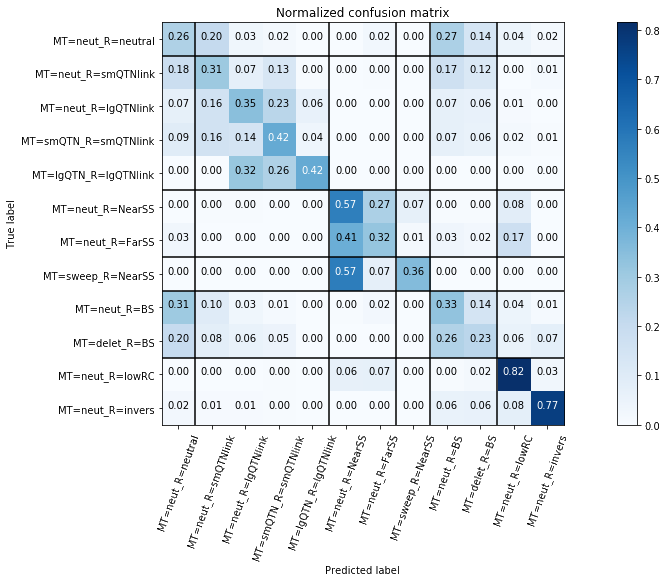 Normalized confusion matrix
MT=neut_R=neutral 0.26 0.20 0.03 0.02 0.00 0.00 0.02 0.00 0.27 0.14 0.04 0.02
MT=neut_R=smQTNlink 0.18 0.31 0.07 0.13 0.00 0.00 0.00 0.00 0.17 0.12 0.00 0.01
MT=neut_R=lgQTNlink 0.07 0.16 0.35 0.23 0.06 0.00 0.00 0.00 0.07 0.06 0.01 0.00
MT=smQTN_R=smQTNlink 0.09 0.16 0.14 0.42 0.04 0.00 0.00 0.00 0.07 0.06 0.02 0.01
MT=lgQTN_R=lgQTNlink 0.00 0.00 0.32 0.26 0.42 0.00 0.00 0.00 0.00 0.00 0.00 0.00
MT=neut_R=NearSS 0.00 0.00 0.00 0.00 0.00 0.57 0.27 0.07 0.00 0.00 0.08 0.00
MT=neut_R=FarSS 0.03 0.00 0.00 0.00 0.00 0.41 0.32 0.01 0.03 0.02 0.17 0.00
MT=sweep_R=NearSS 0.00 0.00 0.00 0.00 0.00 0.57 0.07 0.36 0.00 0.00 0.00 0.00
MT=neut_R=BS 0.31 0.10 0.03 0.01 0.00 0.00 0.02 0.00 0.33 0.14 0.04 0.01
MT=delet_R=BS 0.20 0.08 0.06 0.05 0.00 0.00 0.00 0.00 0.26 0.23 0.06 0.07
MT=neut_R=lowRC 0.00 0.00 0.00 0.00 0.00 0.06 0.07 0.00 0.00 0.02 0.82 0.03
MT=neut_R=invers 0.02 0.01 0.01 0.00 0.00 0.00 0.00 0.00 0.06 0.06 0.08 0.77
True label
MT=neut_R=neutral
MT=neut_R=smQTNlink
MT=neut_R=lgQTNlink
MT=smQTN_R=smQTNlink
MT=lgQTN_R=lgQTNlink
MT=neut_R=NearSS
MT=neut_R=FarSS
MT=sweep_R=NearSS
MT=neut_R=BS
MT=delet_R=BS
MT=neut_R=lowRC
MT=neut_R=invers
Predicted label
0.8
0.7
0.6
0.5
0.4
0.3
0.2
0.1
0.0